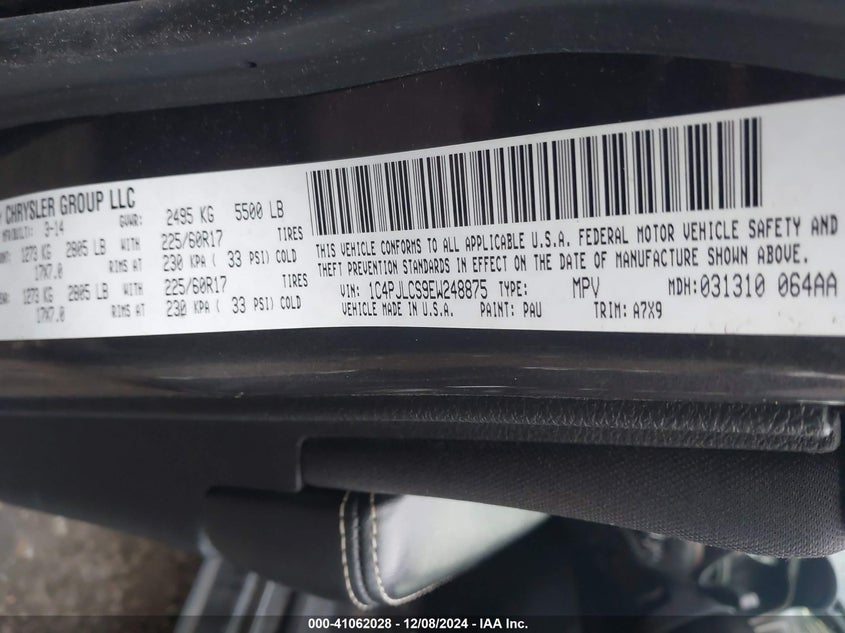 CHRYSLER GROUP LLC
MFR/BUILT: 3-14 GVWR: 2495 KG 5500 LB
1273 KG 2805 LB WITH 225/60R17 TIRES
17X7.0 RIMS AT 230 KPA ( 33 PSI) COLD
1273 KG 2805 LB WITH 225/60R17 TIRES
17X7.0 RIMS AT 230 KPA ( 33 PSI) COLD
THIS VEHICLE CONFORMS TO ALL APPLICABLE U.S.A. FEDERAL MOTOR VEHICLE SAFETY AND
THEFT PREVENTION STANDARDS IN EFFECT ON THE DATE OF MANUFACTURE SHOWN ABOVE.
VIN: 1C4PJLCS9EW248875 TYPE: MPV MDH:031310 064AA
VEHICLE MADE IN U.S.A. PAINT: PAU TRIM: A7X9
000-41062028 - 12/08/2024 - IAA Inc.